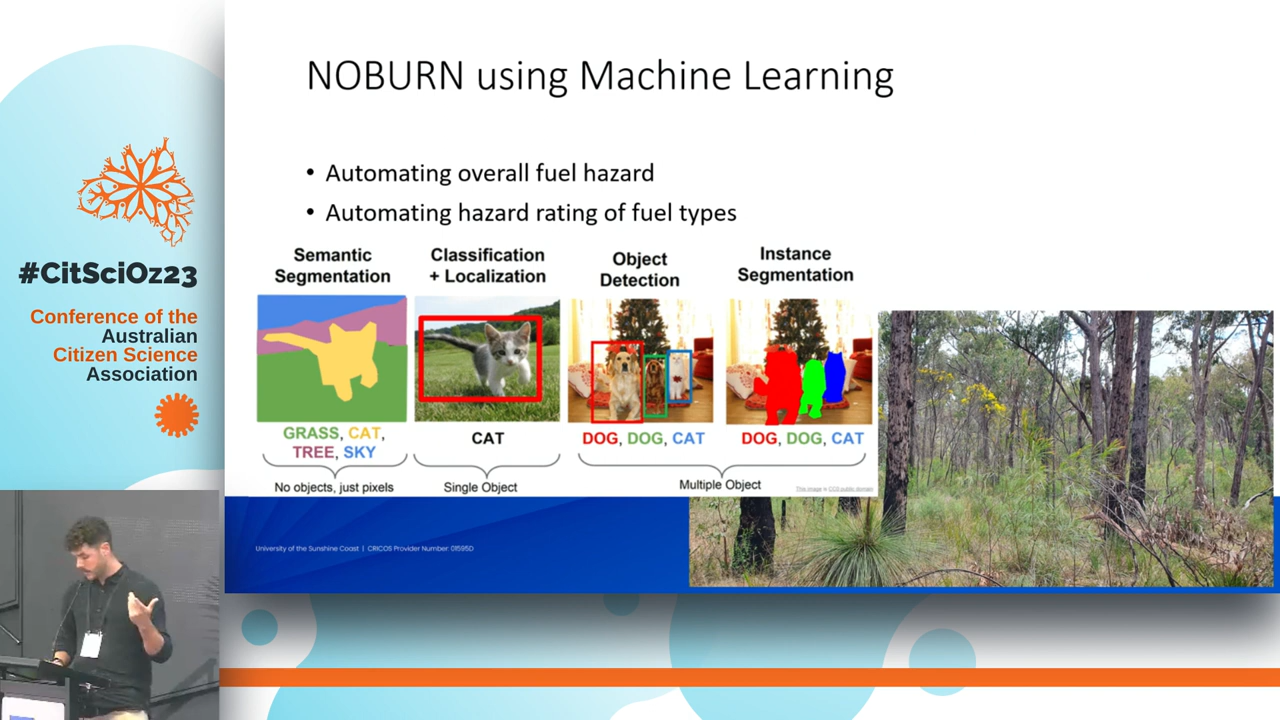 NOBURN using Machine Learning
• Automating overall fuel hazard
• Automating hazard rating of fuel types
Semantic
Segmentation
Classification
+ Localization
Object
Detection
Instance
Segmentation
GRASS, CAT,
TREE, SKY
CAT
DOG, DOG, CAT
DOG, DOG, CAT
No objects, just pixels
Single Object
Multiple Object
This image is CC0 public domain
University of the Sunshine Coast | CRICOS Provider Number: 01595D
#CitSciOz23
Conference of the
Australian
Citizen Science
Association